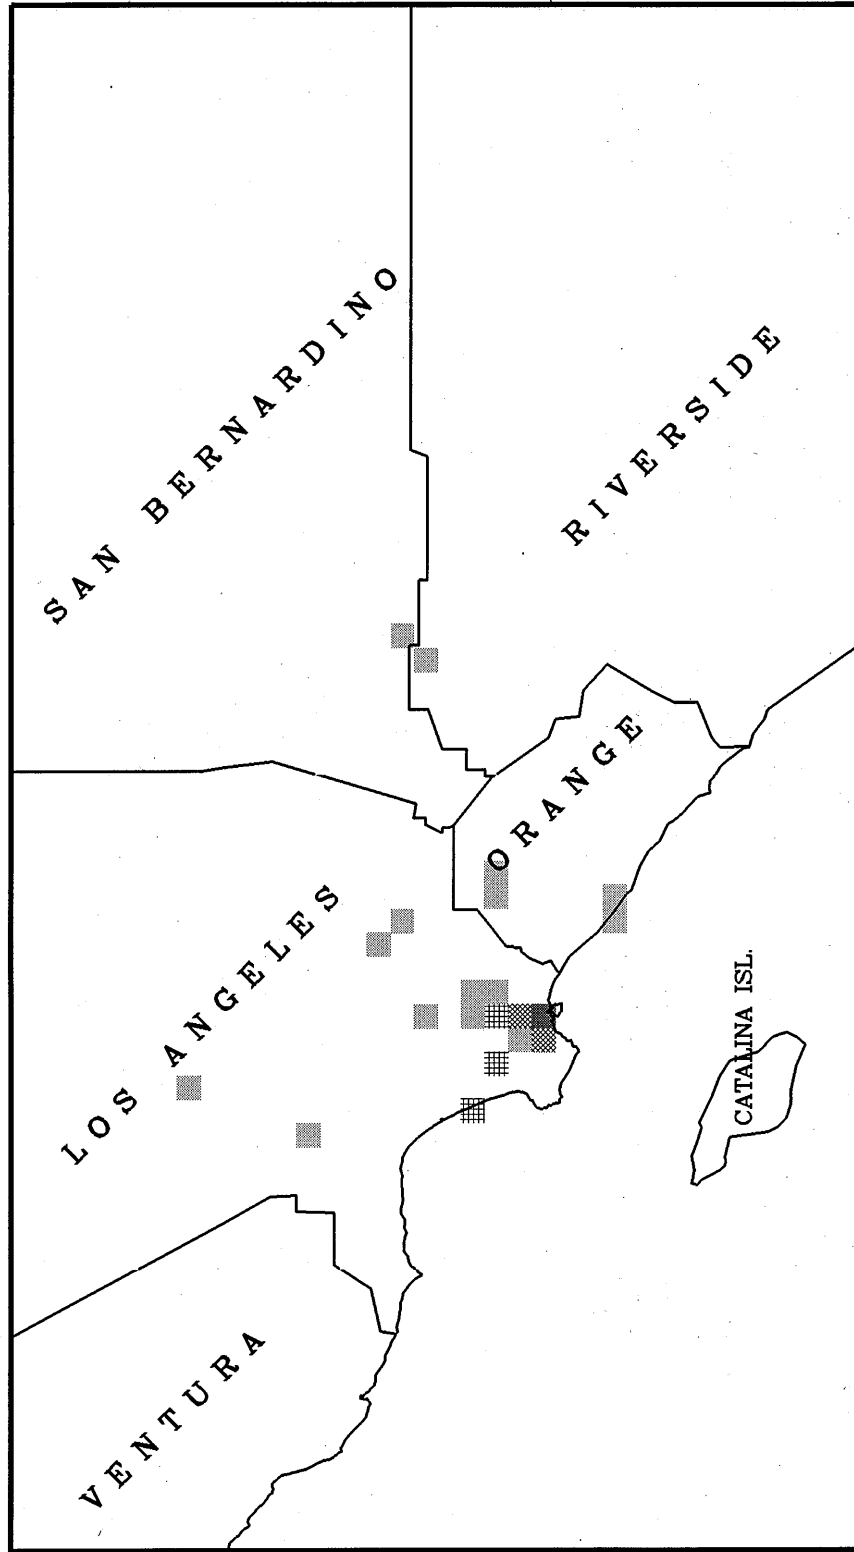 SAN BERNARDINO
RIVERSIDE
ORANGE
LOS ANGELES
CATALINA ISL.
VENTURA